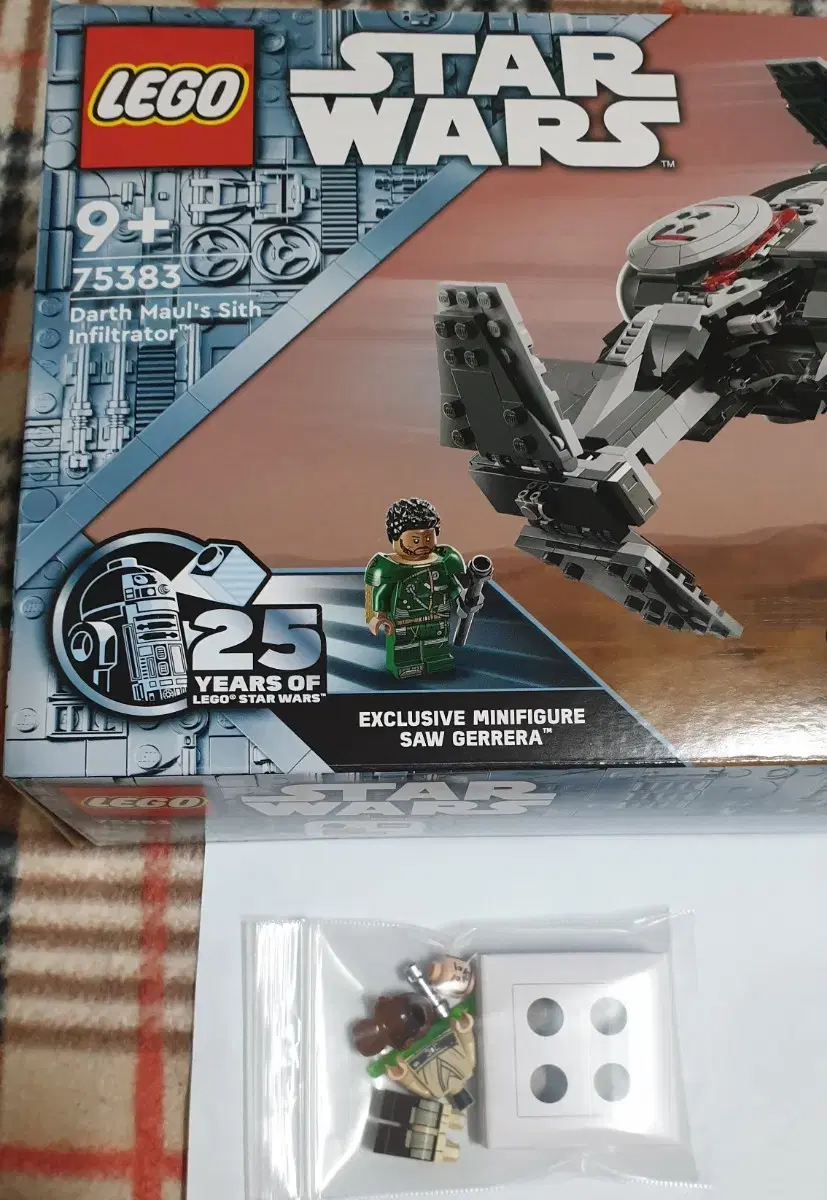 LEGO
STAR
WARS™
9+
75383
Darth Maul's Sith
Infiltrator™
25
YEARS OF
LEGO® STAR WARS™
EXCLUSIVE MINIFIGURE
SAW GERRERA™
LEGO
STAR
WARS